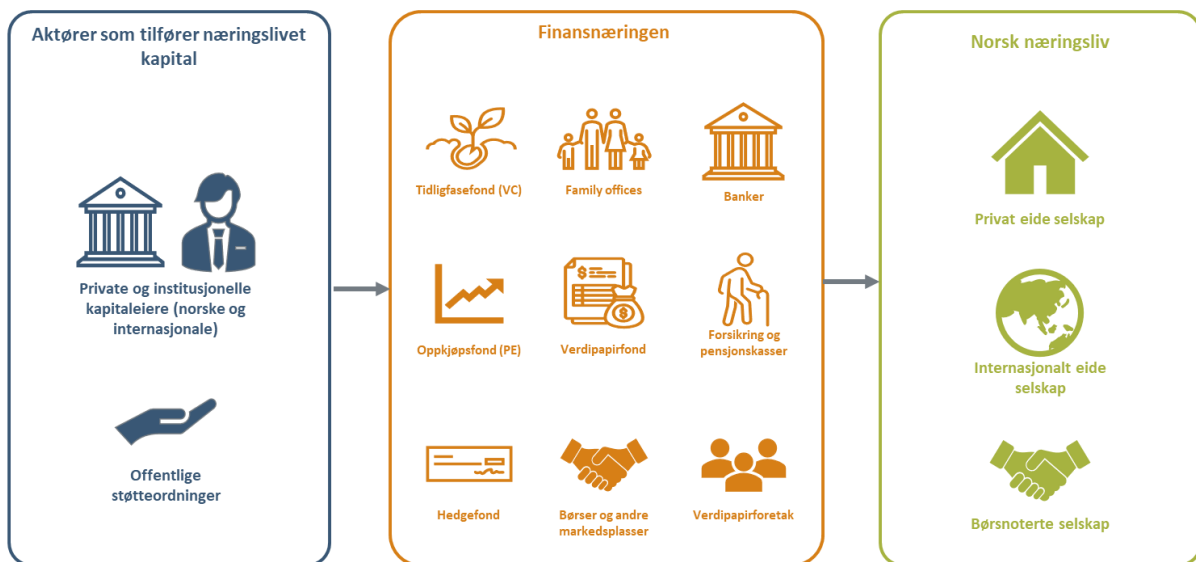 Aktører som tilfører næringslivet
kapital
Private og institusjonelle
kapitaleiere (norske og
internasjonale)
Offentlige
støtteordninger
Finansnæringen
Tidligfasefond (VC)
Family offices
Banker
Oppkjøpsfond (PE)
Verdipapirfond
Forsikring og
pensjonskasser
Hedgefond
Børser og andre
markedsplasser
Verdipapirforetak
Norsk næringsliv
Privat eide selskap
Internasjonalt eide
selskap
Børsnoterte selskap